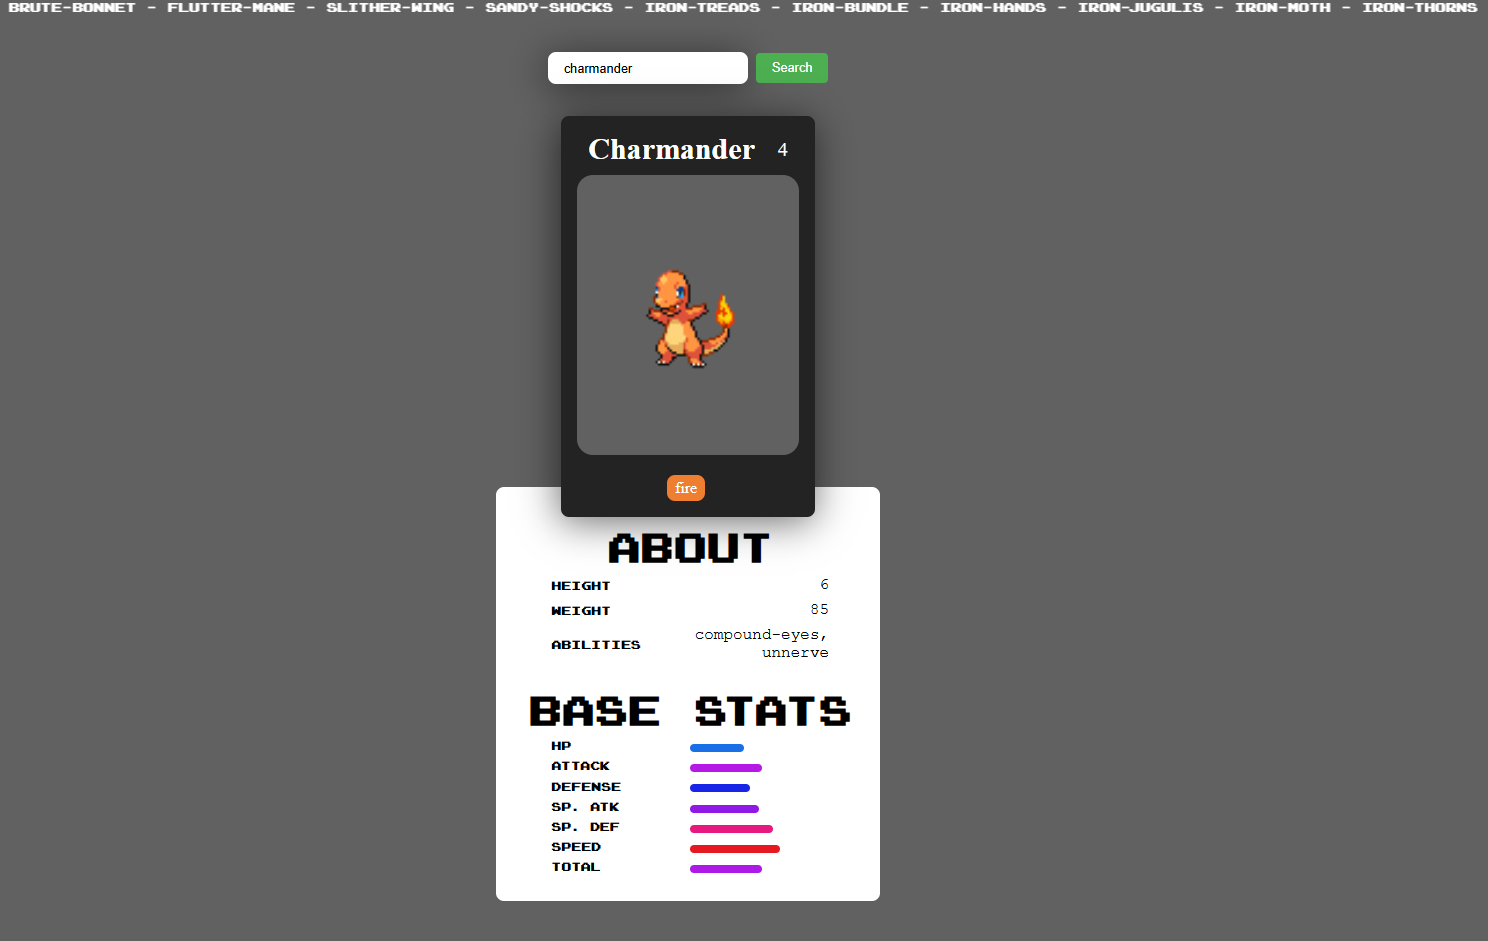 BRUTE-BONNET - FLUTTER-MANE - SLITHER-WING - SANDY-SHOCKS - IRON-TREADS - IRON-BUNDLE - IRON-HANDS - IRON-JUGULIS - IRON-MOTH - IRON-THORNS
charmander Search
Charmander 4
fire
ABOUT
HEIGHT 6
WEIGHT 85
ABILITIES compound-eyes,
unnerve
BASE STATS
HP
ATTACK
DEFENSE
SP. ATK
SP. DEF
SPEED
TOTAL